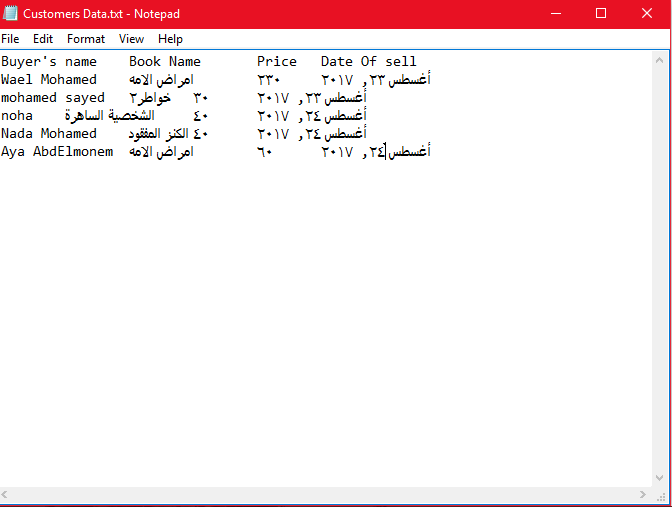 Customers Data.txt - Notepad
File Edit Format View Help
Buyer's name Book Name Price Date Of sell
Wael Mohamed امراض الامه ٢٣٠ أغسطس ٢٣, ٢٠١٧
mohamed sayed خواطر٢ ٣٠ أغسطس ٢٣, ٢٠١٧
noha الشخصية الساهرة ٤٠ أغسطس ٢٤, ٢٠١٧
Nada Mohamed الكنز المفقود ٤٠ أغسطس ٢٤, ٢٠١٧
Aya AbdElmonem امراض الامه ٦٠ أغسطس ٢٤, ٢٠١٧